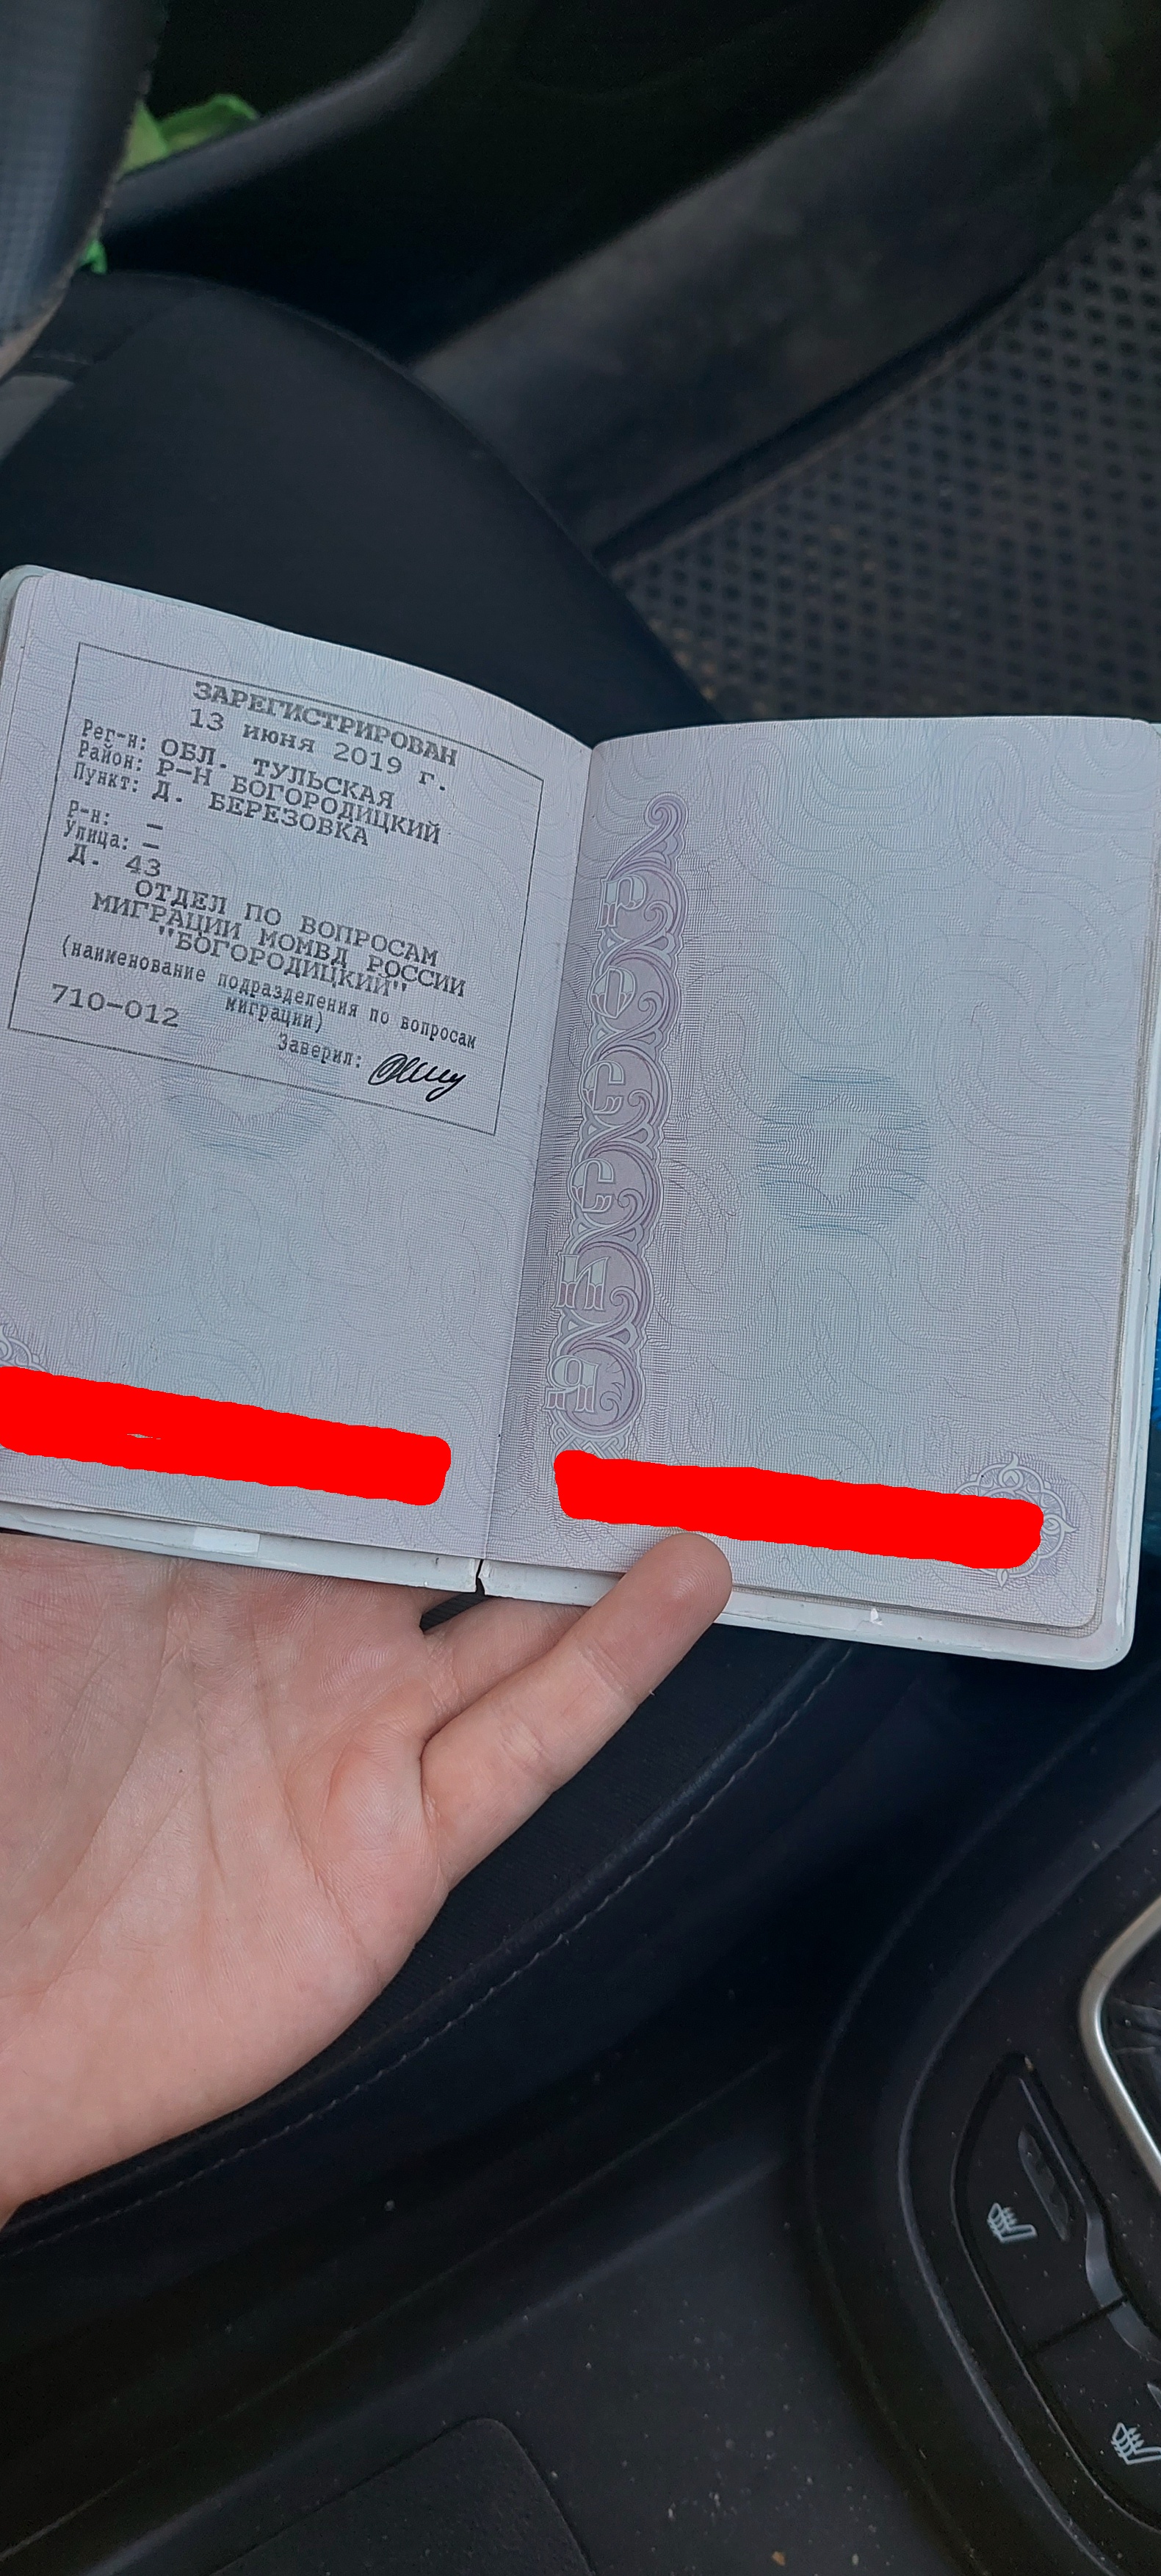 ЗАРЕГИСТРИРОВАН
13 июня 2019 г.
Рег-н: ОБЛ. ТУЛЬСКАЯ
Район: Р-Н БОГОРОДИЦКИЙ
Пункт: Д. БЕРЕЗОВКА
Р-н: –
Улица: –
Д. 43
ОТДЕЛ ПО ВОПРОСАМ
МИГРАЦИИ МОМВД РОССИИ
"БОГОРОДИЦКИЙ"
(наименование подразделения по вопросам
миграции)
710-012
Заверил:
РОССИЯ